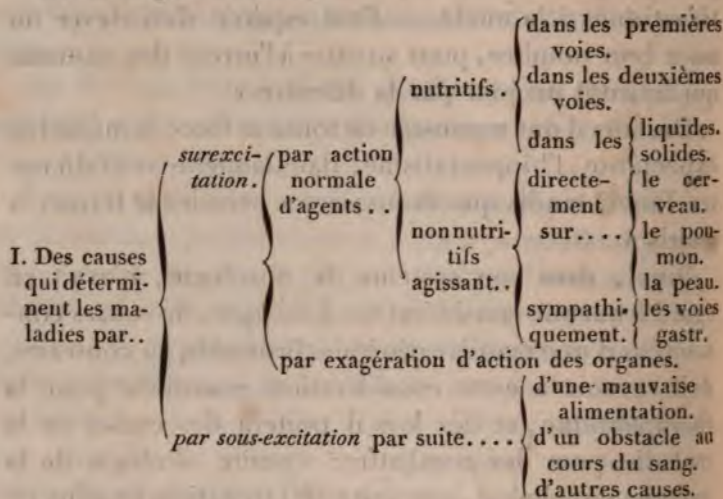 I. Des causes
qui détermi-
nent les ma-
ladies par..
surexci-
tation.
par action
normale
d'agents . .
nutritifs .
dans les premières
voies.
dans les deuxièmes
voies.
dans les
liquides.
solides.
non nutri-
tifs
agissant..
directe-
ment
sur....
le cer-
veau.
le pou-
mon.
la peau.
sympathi-
quement.
les voies
gastr.
par exagération d'action des organes.
par sous-excitation par suite....
d'une mauvaise
alimentation.
d'un obstacle au
cours du sang.
d'autres causes.